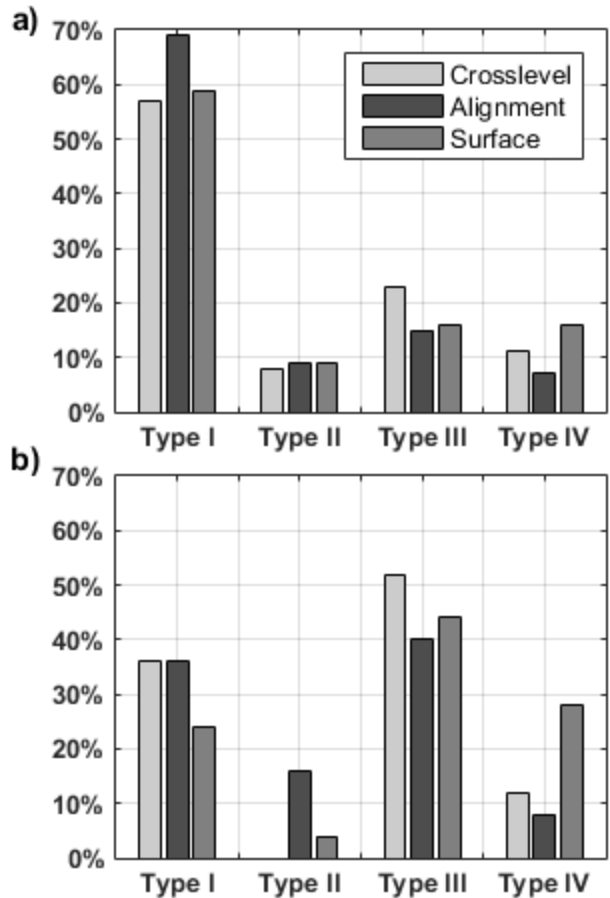 a)
70%
60%
50%
40%
30%
20%
10%
0%
Crosslevel
Alignment
Surface
Type I Type II Type III Type IV
b)
70%
60%
50%
40%
30%
20%
10%
0%
Type I Type II Type III Type IV